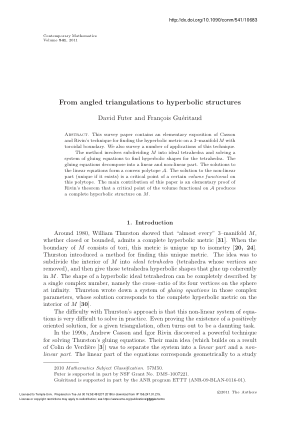 http://dx.doi.org/10.1090/conm/541/10683
Contemporary Mathematics
Volume 541, 2011
From angled triangulations to hyperbolic structures
David Futer and François Guéritaud
Abstract. This survey paper contains an elementary exposition of Casson
and Rivin's technique for finding the hyperbolic metric on a 3-manifold M with
toroidal boundary. We also survey a number of applications of this technique.
The method involves subdividing M into ideal tetrahedra and solving a
system of gluing equations to find hyperbolic shapes for the tetrahedra. The
gluing equations decompose into a linear and non-linear part. The solutions to
the linear equations form a convex polytope A. The solution to the non-linear
part (unique if it exists) is a critical point of a certain volume functional on
this polytope. The main contribution of this paper is an elementary proof of
Rivin's theorem that a critical point of the volume functional on A produces
a complete hyperbolic structure on M.
1. Introduction
Around 1980, William Thurston showed that "almost every" 3-manifold M,
whether closed or bounded, admits a complete hyperbolic metric [31]. When
the boundary of M consists of tori, this metric is unique up to isometry [20, 24].
Thurston introduced a method for finding this unique metric. The idea was to
subdivide the interior of M into ideal tetrahedra (tetrahedra whose vertices are
removed), and then give those tetrahedra hyperbolic shapes that glue up coherently
in M. The shape of a hyperbolic ideal tetrahedron can be completely described by
a single complex number, namely the cross-ratio of its four vertices on the sphere
at infinity. Thurston wrote down a system of gluing equations in those complex
parameters, whose solution corresponds to the complete hyperbolic metric on the
interior of M [30].
The difficulty with Thurston's approach is that this non-linear system of equa-
tions is very difficult to solve in practice. Even proving the existence of a positively
oriented solution, for a given triangulation, often turns out to be a daunting task.
In the 1990s, Andrew Casson and Igor Rivin discovered a powerful technique
for solving Thurston's gluing equations. Their main idea (which builds on a result
of Colin de Verdière [3]) was to separate the system into a linear part and a non-
linear part. The linear part of the equations corresponds geometrically to a study
2010 Mathematics Subject Classification. 57M50.
Futer is supported in part by NSF Grant No. DMS–1007221.
Guéritaud is supported in part by the ANR program ETTT (ANR-09-BLAN-0116-01).
©2011 The Authors